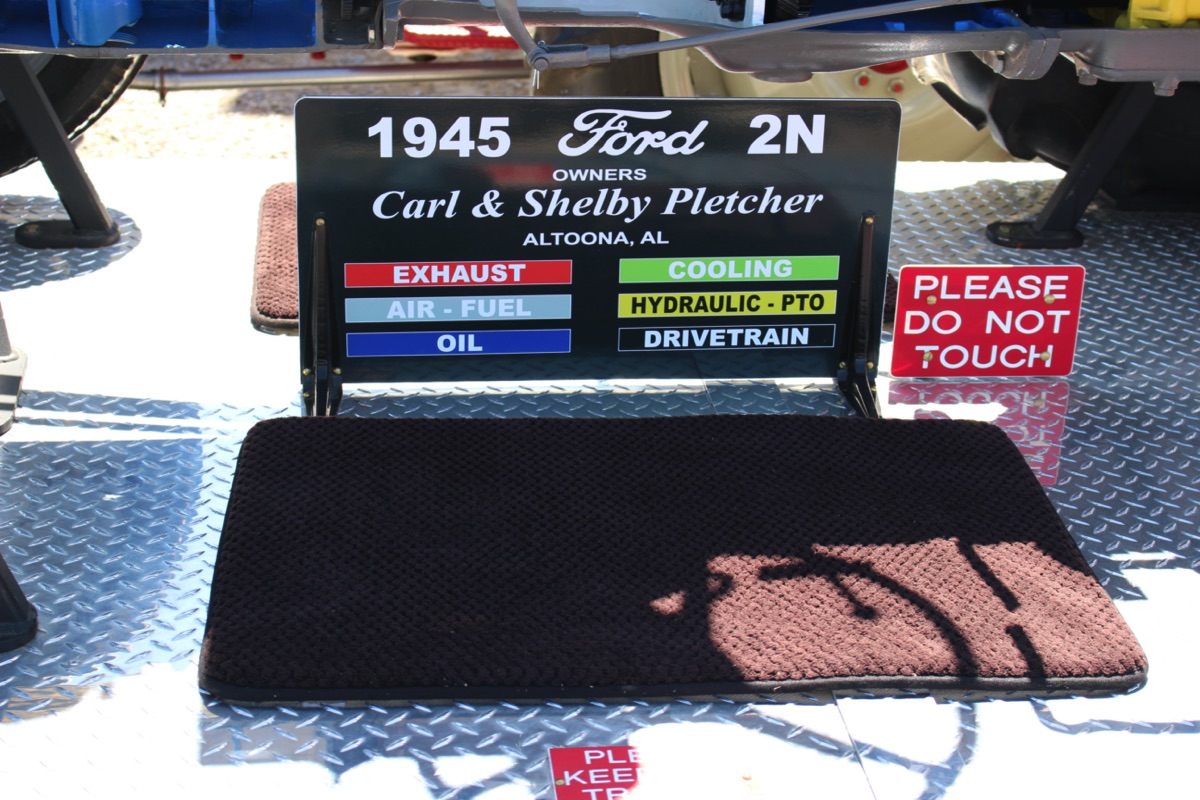 1945 Ford 2N
OWNERS
Carl & Shelby Pletcher
ALTOONA, AL
EXHAUST COOLING
AIR - FUEL HYDRAULIC - PTO
OIL DRIVETRAIN
PLEASE
DO NOT
TOUCH